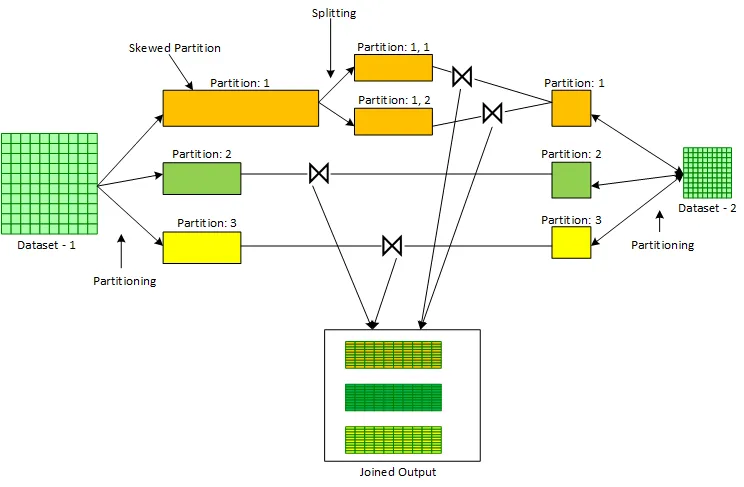 Splitting
Skewed Partition
Partition: 1, 1
Partition: 1
Partition: 1
Partition: 1, 2
Partition: 2
Partition: 2
Dataset - 2
Partition: 3
Partition: 3
Dataset - 1
Partitioning
Partitioning
Joined Output